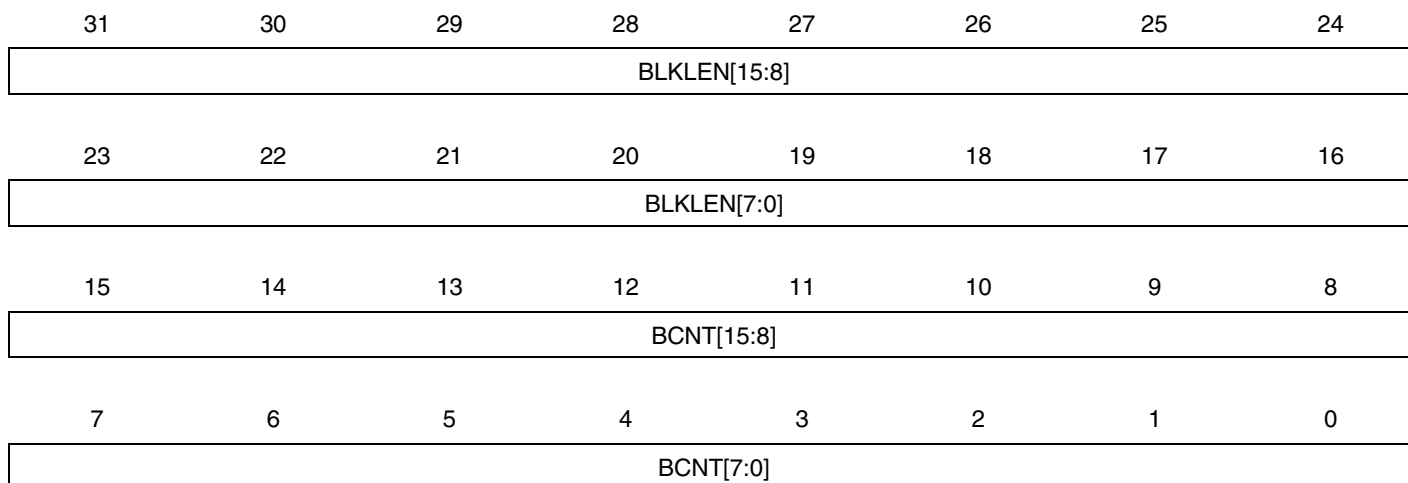 31 30 29 28 27 26 25 24
BLKLEN[15:8]
23 22 21 20 19 18 17 16
BLKLEN[7:0]
15 14 13 12 11 10 9 8
BCNT[15:8]
7 6 5 4 3 2 1 0
BCNT[7:0]